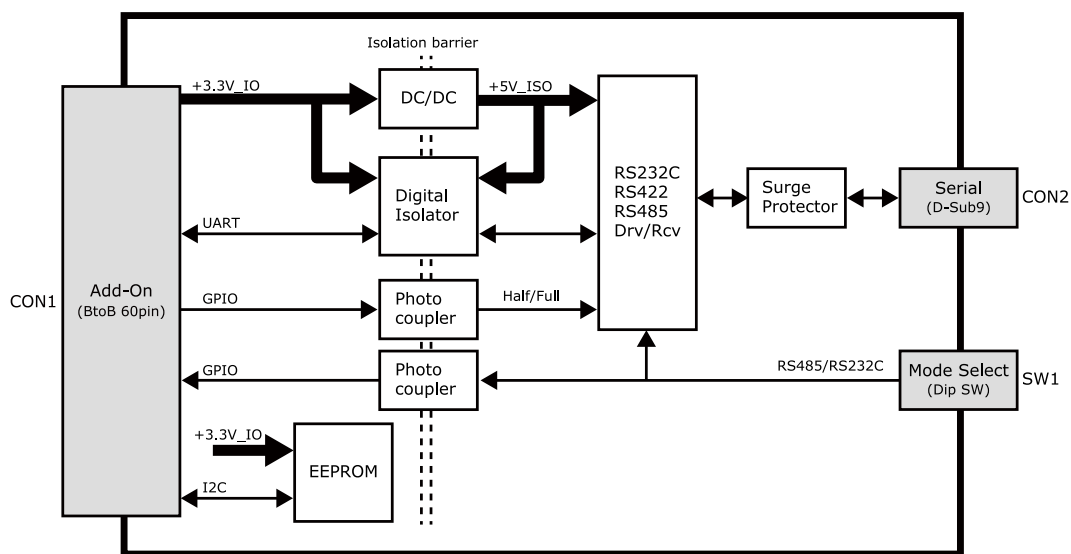 Isolation barrier
+3.3V_IO
DC/DC
+5V_ISO
RS232C
RS422
RS485
Drv/Rcv
Digital
Isolator
UART
Surge
Protector
Serial
(D-Sub9)
CON2
CON1
Add-On
(BtoB 60pin)
GPIO
Photo
coupler
Half/Full
GPIO
Photo
coupler
RS485/RS232C
Mode Select
(Dip SW)
SW1
+3.3V_IO
EEPROM
I2C